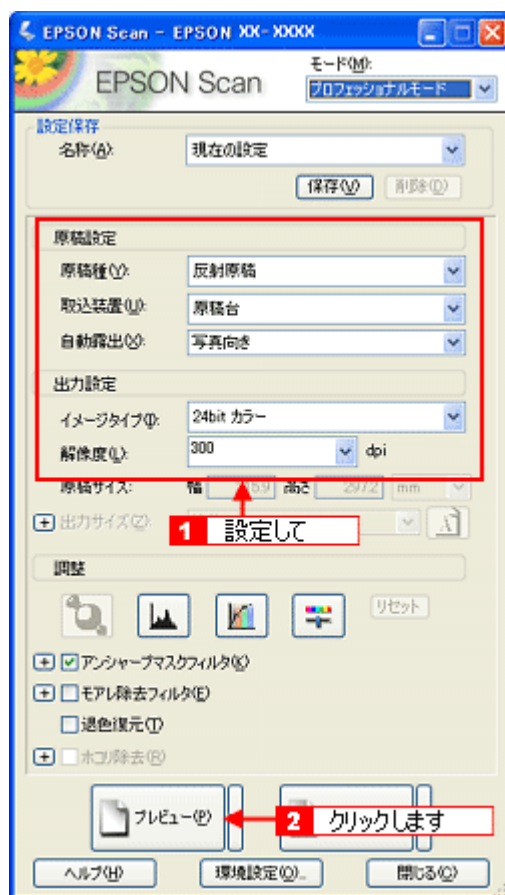 EPSON Scan - EPSON XX-XXXX
EPSON Scan
モード(M):
プロフェッショナルモード
設定保存
名称(A): 現在の設定
保存(V) 削除(D)
原稿設定
原稿種(Y): 反射原稿
取込装置(U): 原稿台
自動露出(X): 写真向き
出力設定
イメージタイプ(I): 24bit カラー
解像度(L): 300 dpi
原稿サイズ: 幅 高さ 297.2 mm
出力サイズ(Z):
1 設定して
調整
リセット
アンシャープマスクフィルタ(K)
モアレ除去フィルタ(E)
退色復元(T)
ホコリ除去(R)
プレビュー(P)
2 クリックします
ヘルプ(H) 環境設定(O)... 閉じる(C)